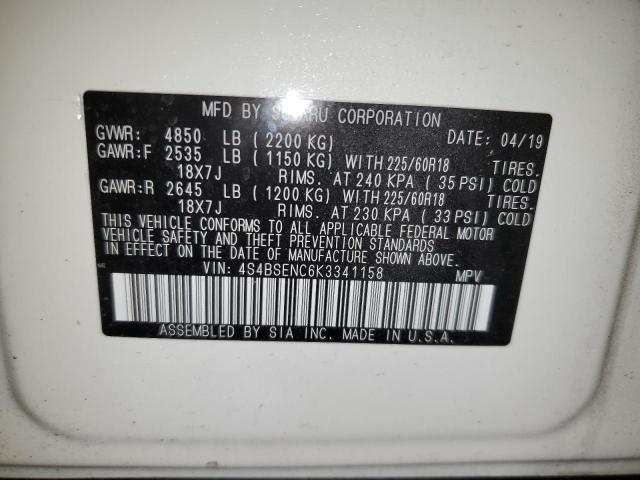 MFD BY SUBARU CORPORATION
GVWR: 4850 LB ( 2200 KG) DATE: 04/19
GAWR:F 2535 LB ( 1150 KG) WITH 225/60R18 TIRES.
18X7J RIMS. AT 240 KPA ( 35 PSI) COLD
GAWR:R 2645 LB ( 1200 KG) WITH 225/60R18 TIRES.
18X7J RIMS. AT 230 KPA ( 33 PSI) COLD
THIS VEHICLE CONFORMS TO ALL APPLICABLE FEDERAL MOTOR
VEHICLE SAFETY AND THEFT PREVENTION STANDARDS
IN EFFECT ON THE DATE OF MANUFACTURE SHOWN ABOVE.
VIN: 4S4BSENC6K3341158 MPV
ASSEMBLED BY SIA INC. MADE IN U.S.A.